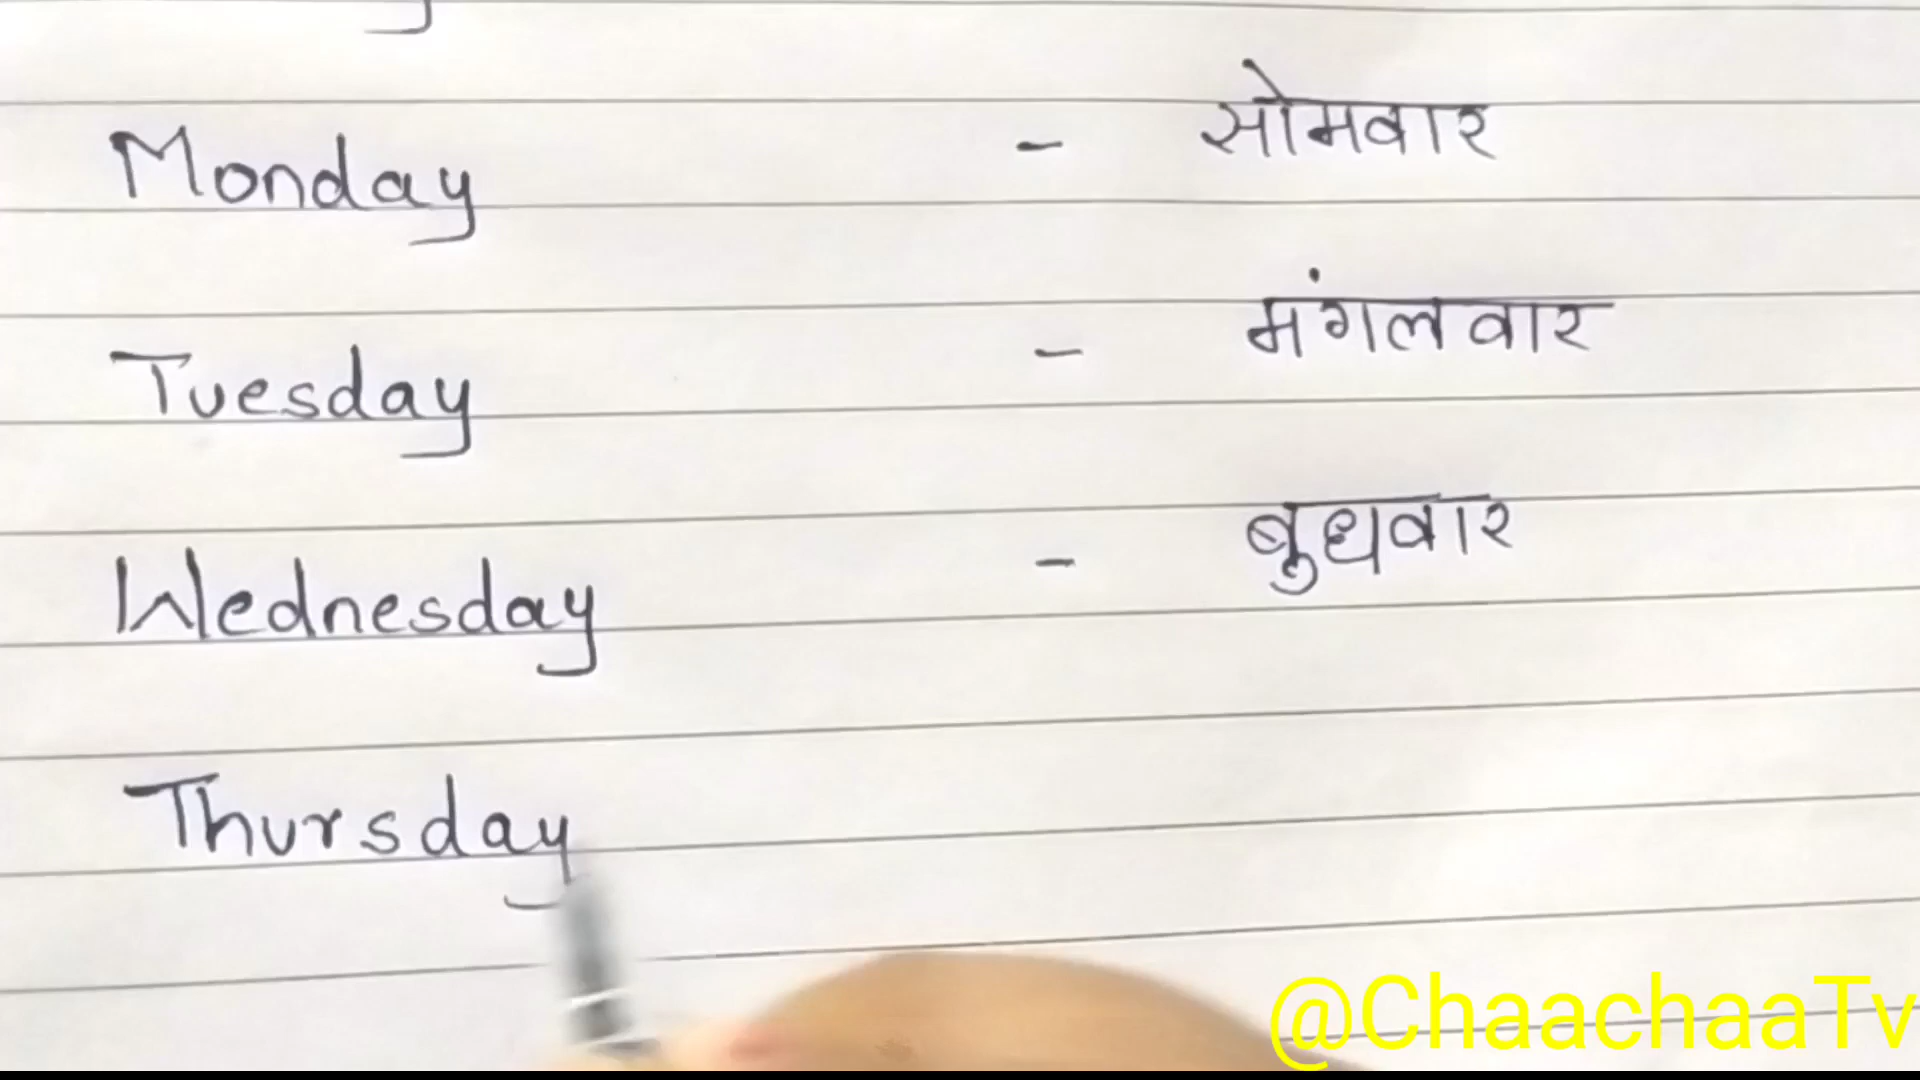 Monday - सोमवार
Tuesday - मंगलवार
Wednesday - बुधवार
Thursday
@ChaachaaTv